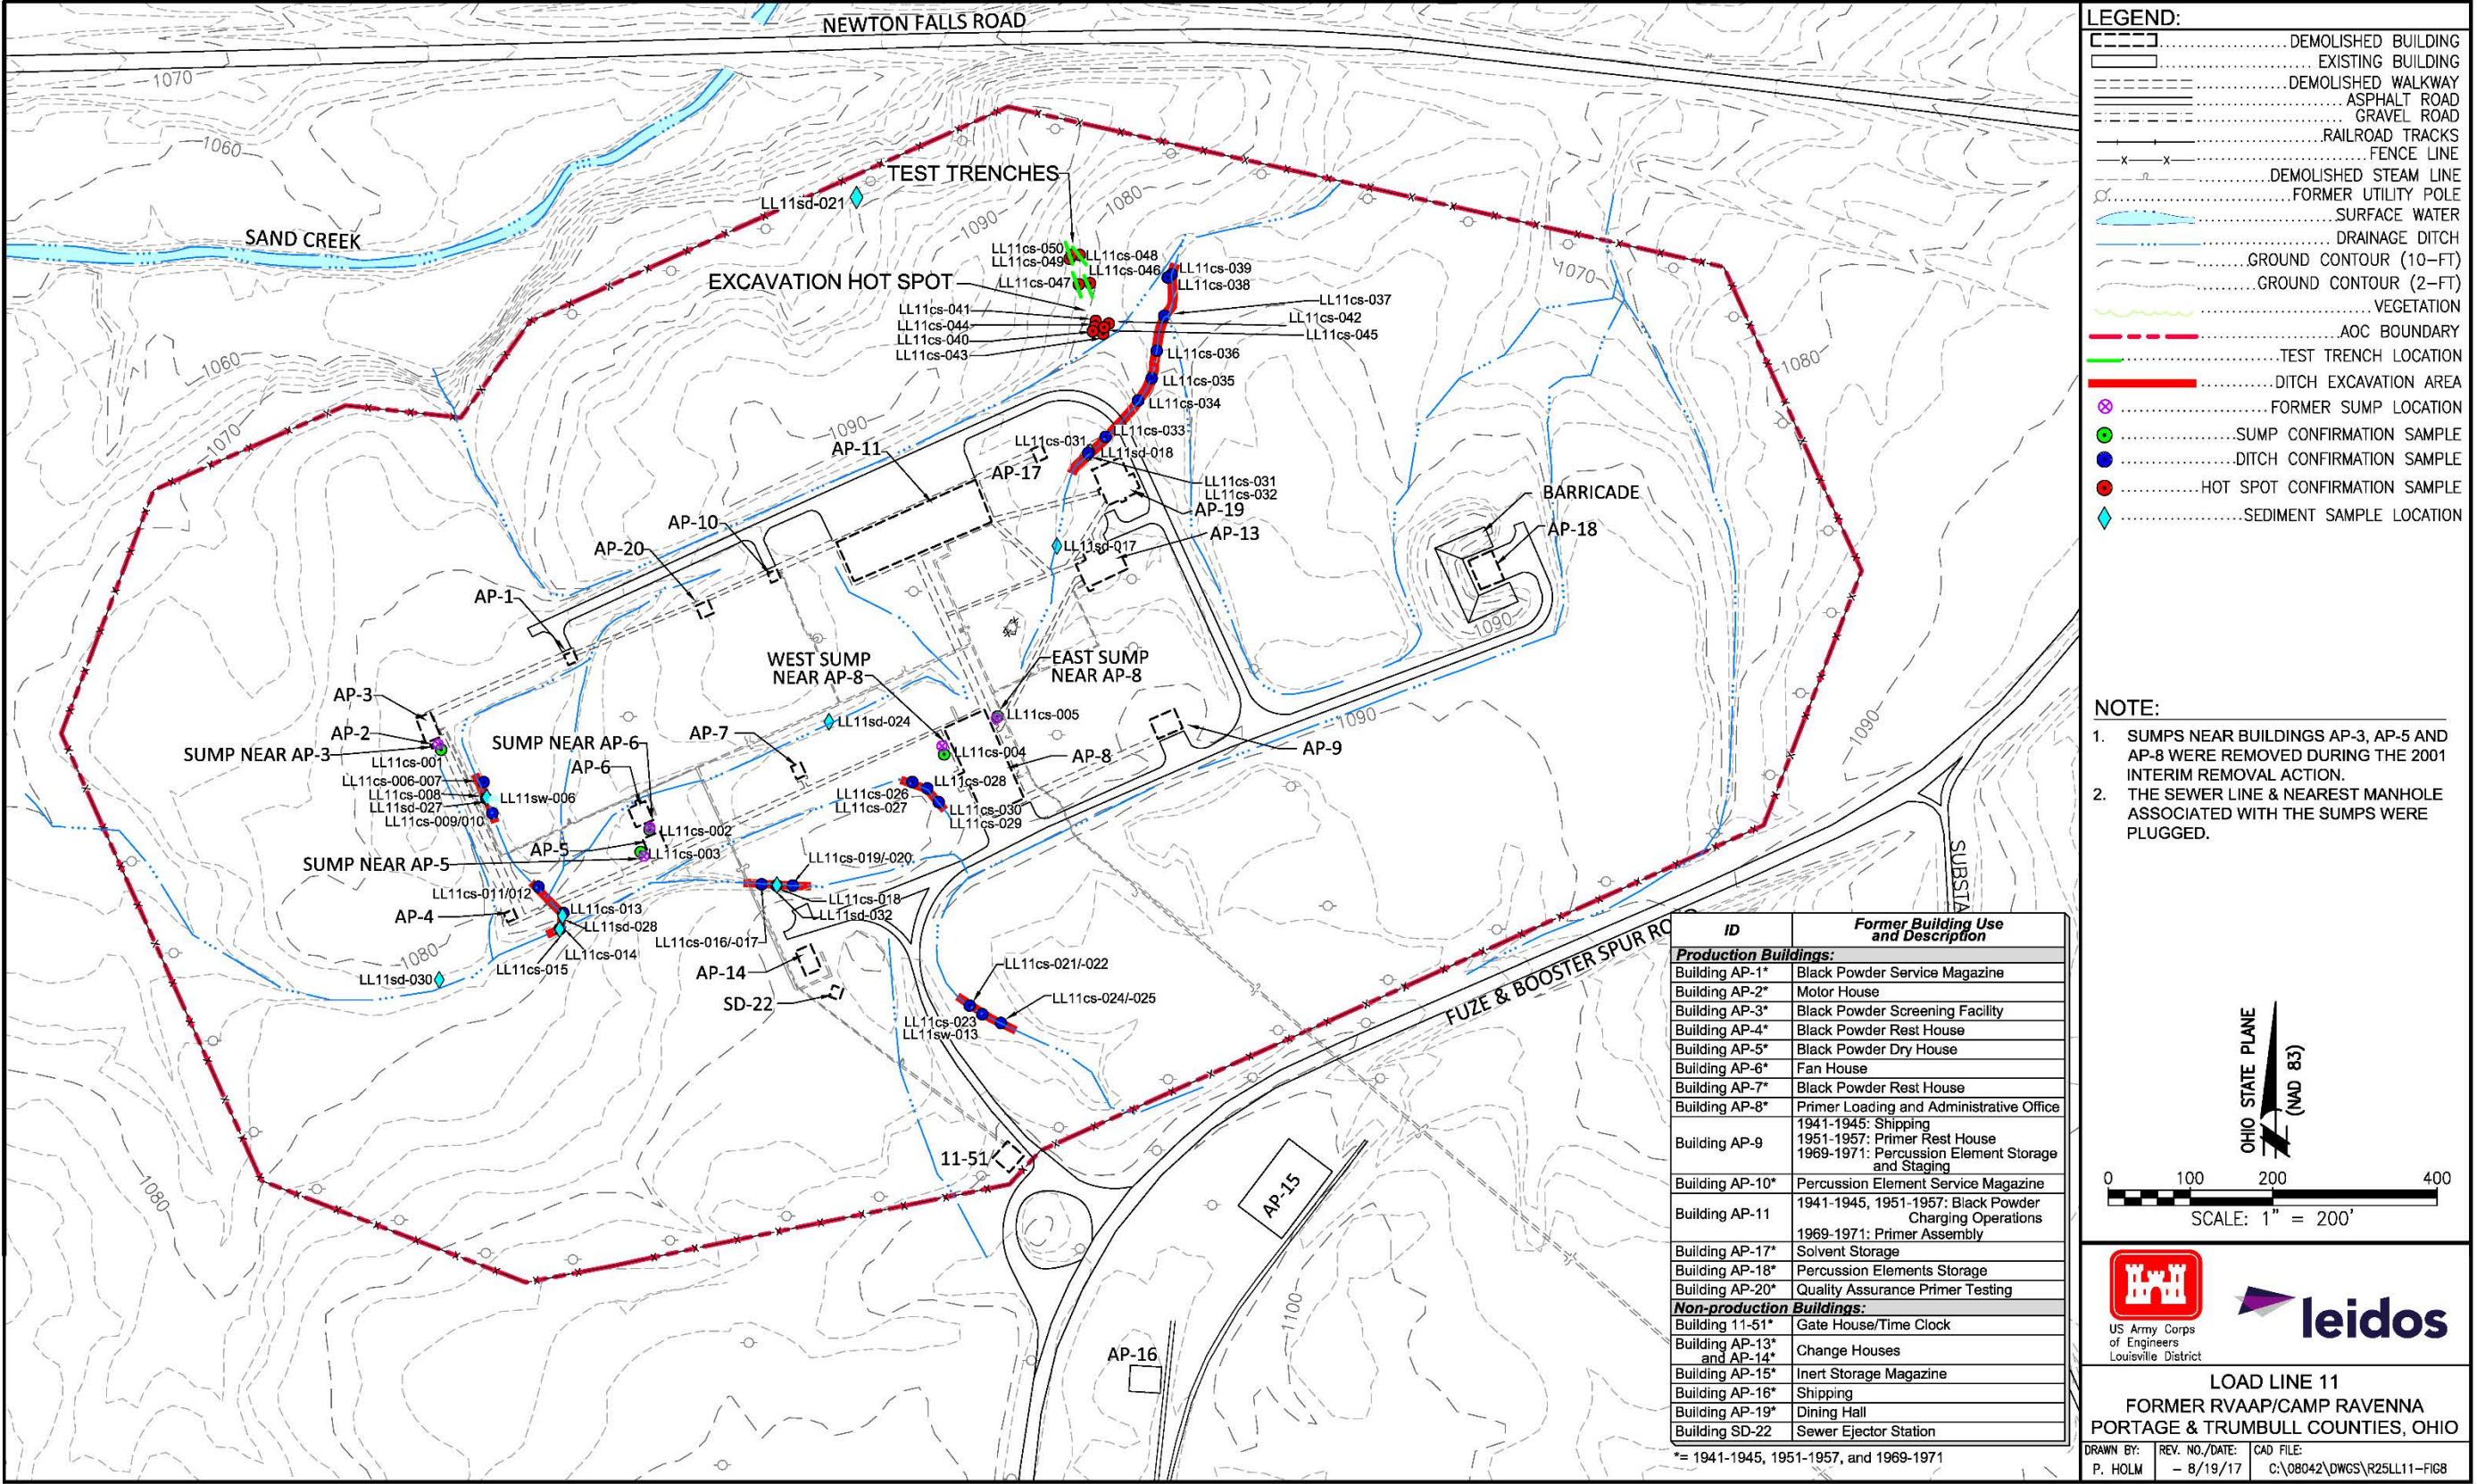 NEWTON FALLS ROAD
1070
1060
SAND CREEK
TEST TRENCHES
LL11sd-021
1090
1080
LL11cs-050
LL11cs-049
LL11cs-048
LL11cs-046
LL11cs-047
LL11cs-039
LL11cs-038
EXCAVATION HOT SPOT
LL11cs-041
LL11cs-044
LL11cs-040
LL11cs-043
LL11cs-037
LL11cs-042
LL11cs-045
1070
LL11cs-036
LL11cs-035
LL11cs-034
1080
1060
1070
1090
LL11cs-033
LL11cs-031
LL11sd-018
AP-11
AP-17
LL11cs-031
LL11cs-032
AP-19
AP-13
LL11sd-017
BARRICADE
AP-18
1090
AP-10
AP-20
AP-1
WEST SUMP
NEAR AP-8
EAST SUMP
NEAR AP-8
AP-3
AP-2
SUMP NEAR AP-3
LL11cs-001
LL11cs-006-007
LL11cs-008
LL11sd-027
LL11cs-009/010
LL11sw-006
SUMP NEAR AP-6
AP-6
AP-7
LL11sd-024
LL11cs-005
LL11cs-004
AP-8
AP-9
1090
1090
LL11cs-028
LL11cs-026
LL11cs-027
LL11cs-030
LL11cs-029
LL11cs-002
AP-5
LL11cs-003
SUMP NEAR AP-5
LL11cs-019/-020
LL11cs-018
LL11sd-032
LL11cs-016/-017
LL11cs-011/012
AP-4
LL11cs-013
LL11sd-028
LL11cs-014
LL11cs-015
1080
LL11sd-030
AP-14
SD-22
LL11cs-021/-022
LL11cs-024/-025
LL11cs-023
LL11sw-013
FUZE & BOOSTER SPUR RO
SUBSTA
11-51
AP-15
AP-16
1080
1100
ID Former Building Use
and Description
Production Buildings:
Building AP-1* Black Powder Service Magazine
Building AP-2* Motor House
Building AP-3* Black Powder Screening Facility
Building AP-4* Black Powder Rest House
Building AP-5* Black Powder Dry House
Building AP-6* Fan House
Building AP-7* Black Powder Rest House
Building AP-8* Primer Loading and Administrative Office
Building AP-9 1941-1945: Shipping
1951-1957: Primer Rest House
1969-1971: Percussion Element Storage
and Staging
Building AP-10* Percussion Element Service Magazine
Building AP-11 1941-1945, 1951-1957: Black Powder
Charging Operations
1969-1971: Primer Assembly
Building AP-17* Solvent Storage
Building AP-18* Percussion Elements Storage
Building AP-20* Quality Assurance Primer Testing
Non-production Buildings:
Building 11-51* Gate House/Time Clock
Building AP-13*
and AP-14* Change Houses
Building AP-15* Inert Storage Magazine
Building AP-16* Shipping
Building AP-19* Dining Hall
Building SD-22 Sewer Ejector Station
*= 1941-1945, 1951-1957, and 1969-1971
LEGEND:
DEMOLISHED BUILDING
EXISTING BUILDING
DEMOLISHED WALKWAY
ASPHALT ROAD
GRAVEL ROAD
RAILROAD TRACKS
FENCE LINE
DEMOLISHED STEAM LINE
FORMER UTILITY POLE
SURFACE WATER
DRAINAGE DITCH
GROUND CONTOUR (10-FT)
GROUND CONTOUR (2-FT)
VEGETATION
AOC BOUNDARY
TEST TRENCH LOCATION
DITCH EXCAVATION AREA
FORMER SUMP LOCATION
SUMP CONFIRMATION SAMPLE
DITCH CONFIRMATION SAMPLE
HOT SPOT CONFIRMATION SAMPLE
SEDIMENT SAMPLE LOCATION
NOTE:
1. SUMPS NEAR BUILDINGS AP-3, AP-5 AND
AP-8 WERE REMOVED DURING THE 2001
INTERIM REMOVAL ACTION.
2. THE SEWER LINE & NEAREST MANHOLE
ASSOCIATED WITH THE SUMPS WERE
PLUGGED.
OHIO STATE PLANE
(NAD 83)
0 100 200 400
SCALE: 1" = 200'
US Army Corps
of Engineers
Louisville District
leidos
LOAD LINE 11
FORMER RVAAP/CAMP RAVENNA
PORTAGE & TRUMBULL COUNTIES, OHIO
DRAWN BY: REV. NO./DATE: CAD FILE:
P. HOLM - 8/19/17 C:\08042\DWGS\R25LL11-FIG8